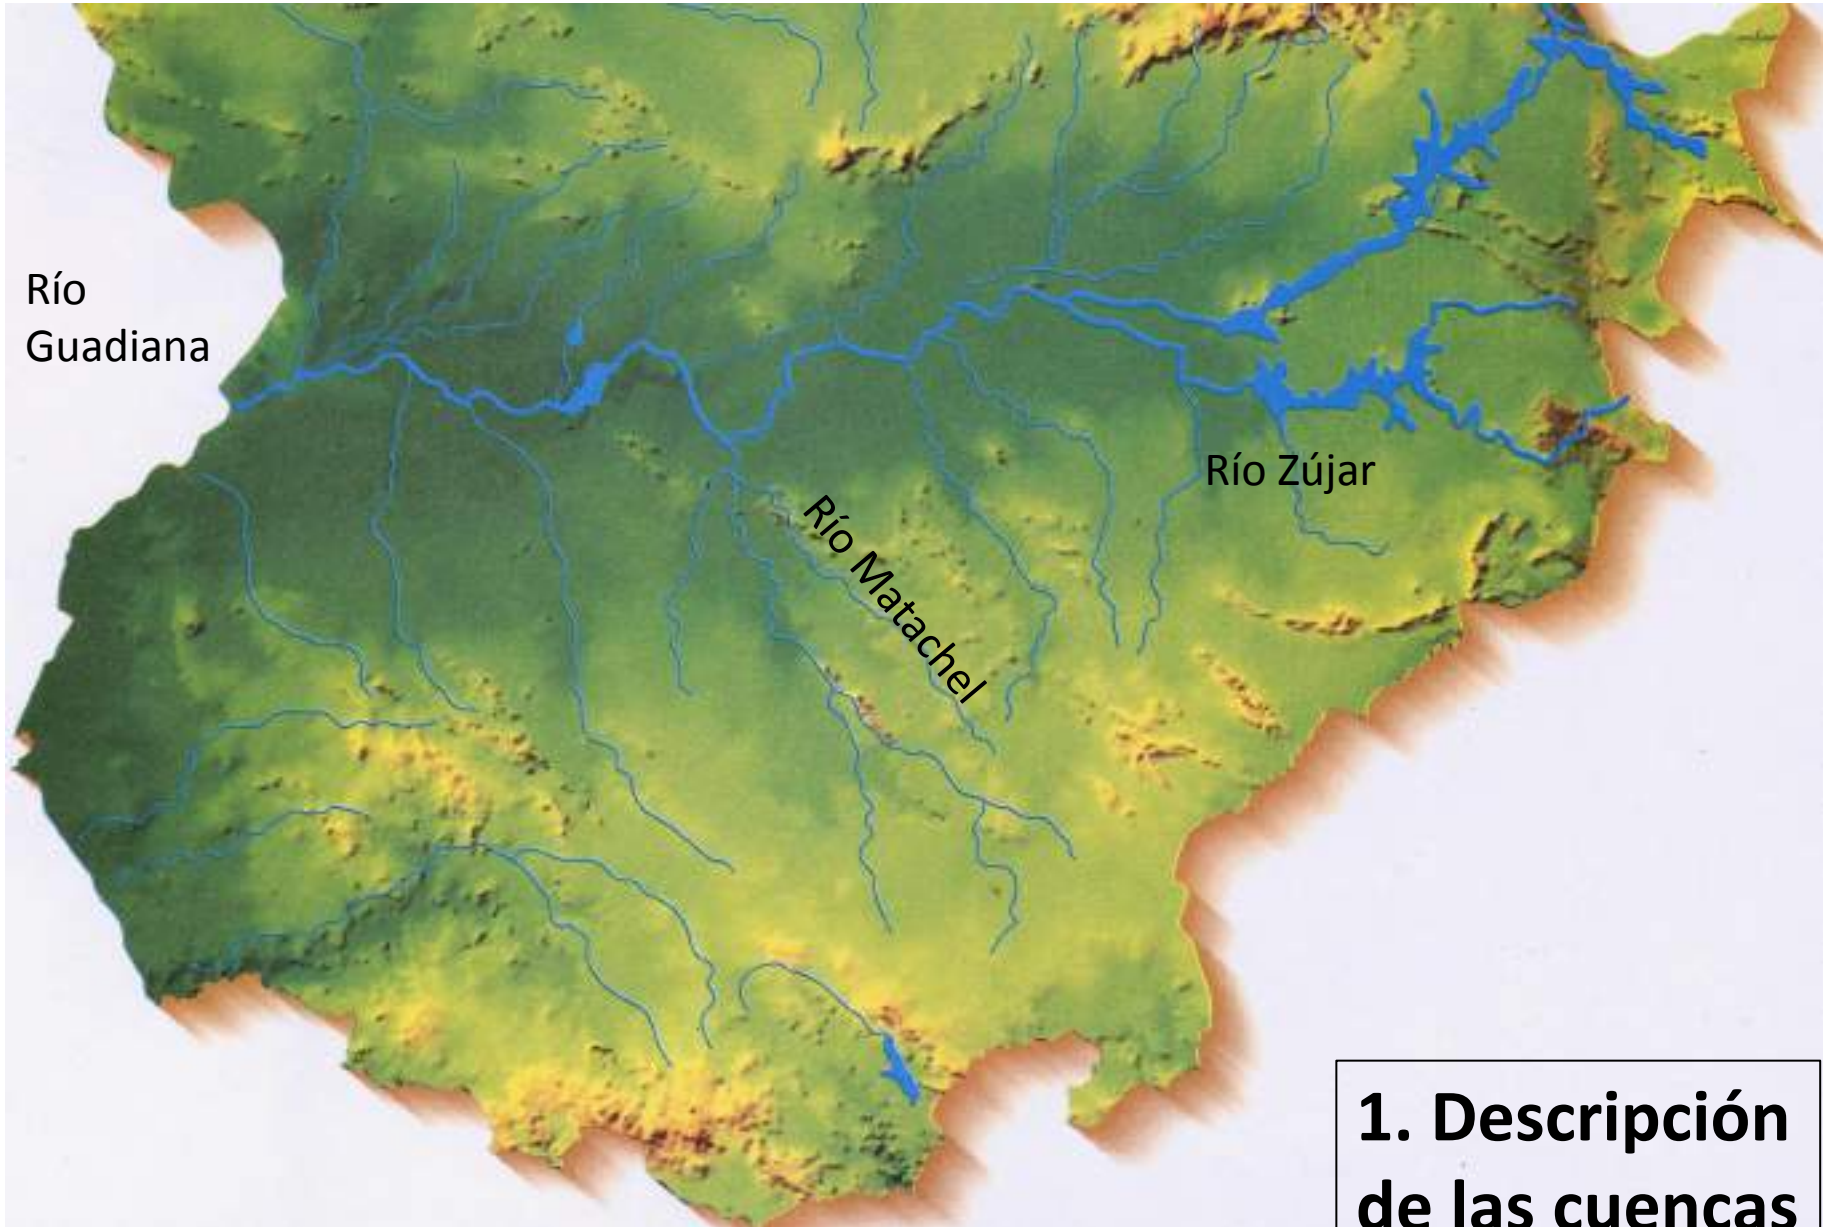 Río
Guadiana
Río Zújar
Río Matachel
1. Descripción
de las cuencas